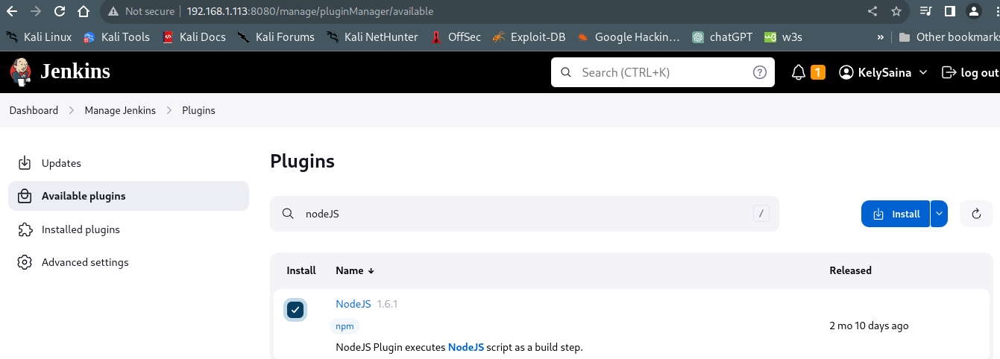 Not secure 192.168.1.113:8080/manage/pluginManager/available
Kali Linux Kali Tools Kali Docs Kali Forums Kali NetHunter OffSec Exploit-DB Google Hackin… chatGPT w3s » Other bookmarks
Jenkins Search (CTRL+K) ? 1 KelySaina log out
Dashboard Manage Jenkins Plugins
Plugins
Updates
Available plugins
nodeJS / Install
Installed plugins
Advanced settings
Install Name ↓ Released
NodeJS 1.6.1
npm
2 mo 10 days ago
NodeJS Plugin executes NodeJS script as a build step.